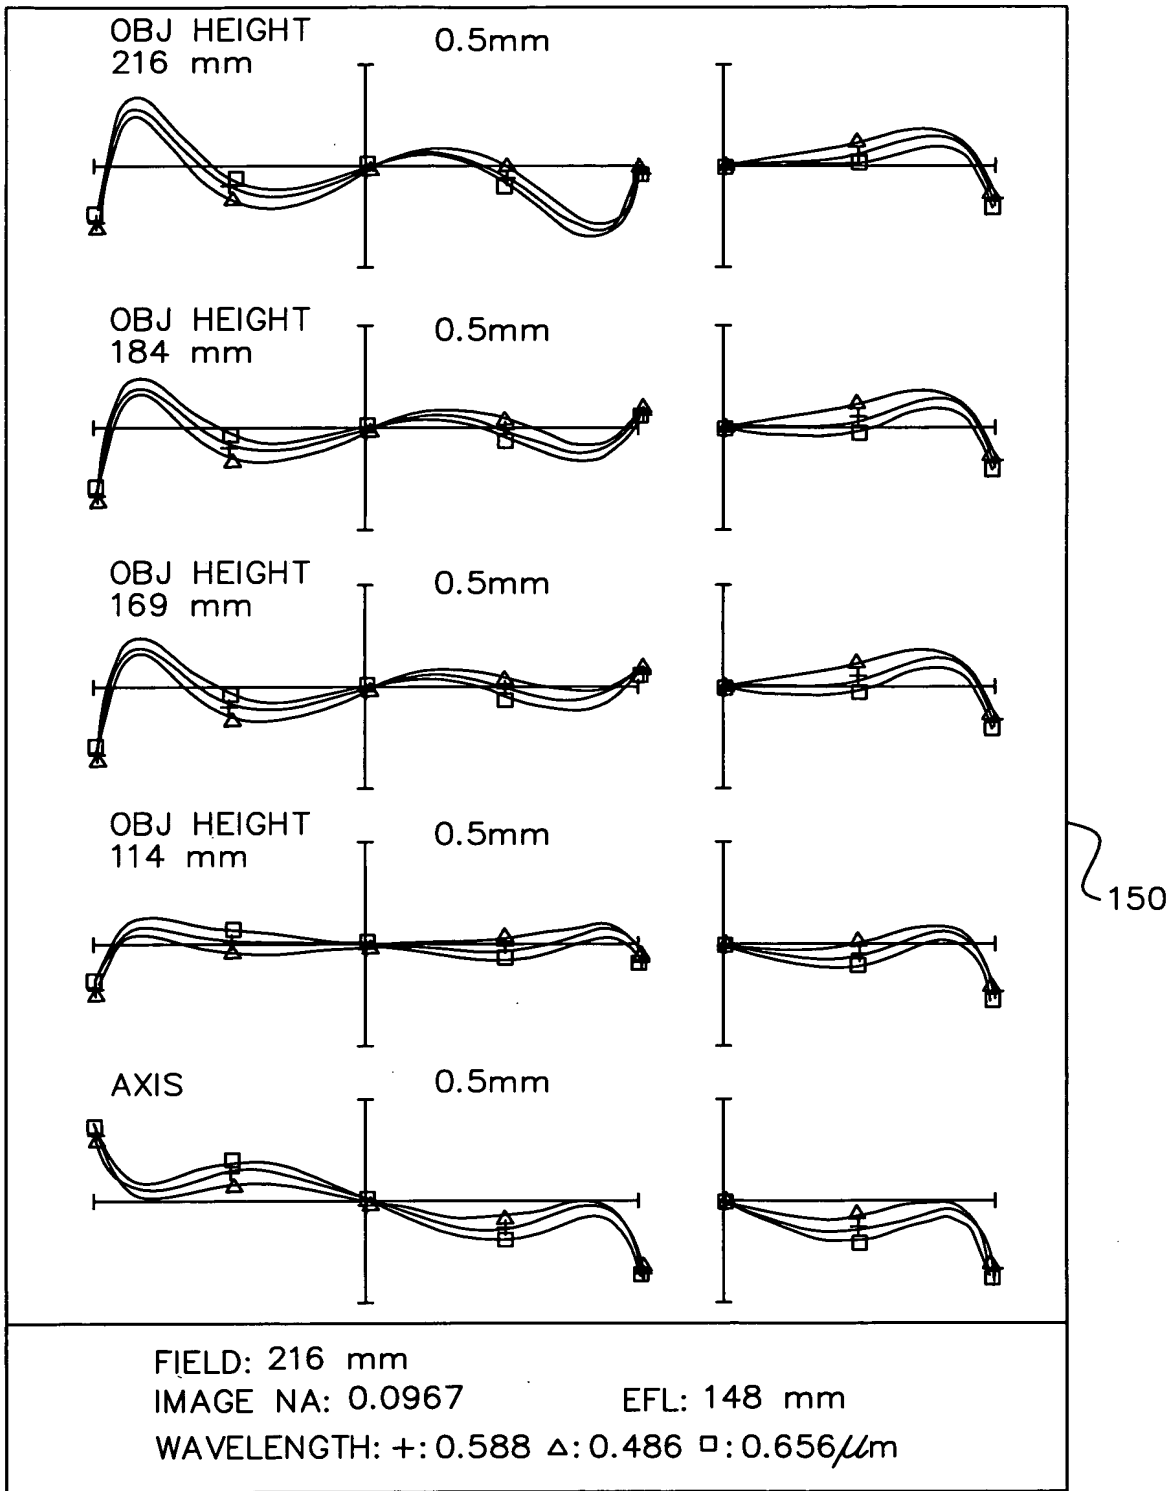 OBJ HEIGHT
216 mm
0.5mm
OBJ HEIGHT
184 mm
0.5mm
OBJ HEIGHT
169 mm
0.5mm
OBJ HEIGHT
114 mm
0.5mm
150
AXIS
0.5mm
FIELD: 216 mm
IMAGE NA: 0.0967 EFL: 148 mm
WAVELENGTH: +: 0.588 △: 0.486 □: 0.656μm